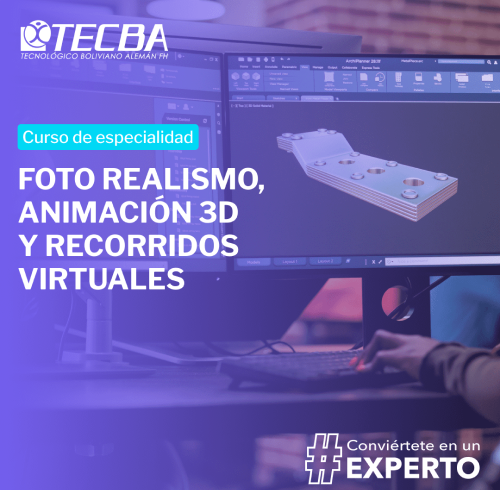 TECBA
TECNOLÓGICO BOLIVIANO ALEMÁN FH
Curso de especialidad
FOTO REALISMO,
ANIMACIÓN 3D
Y RECORRIDOS
VIRTUALES
#Conviértete en un
EXPERTO